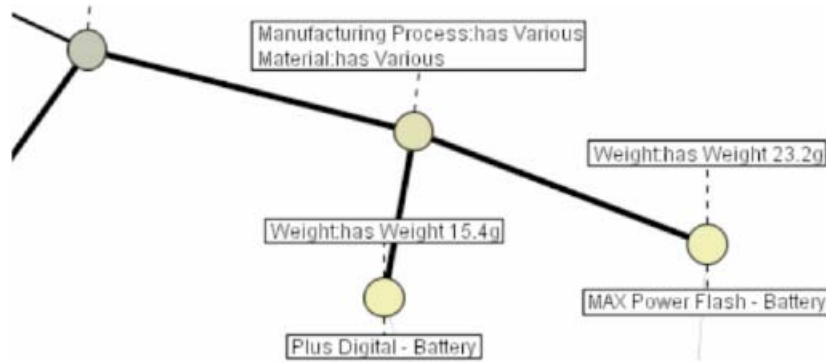 Manufacturing Process:has Various
Material:has Various
Weight:has Weight 23.2g
Weight:has Weight 15.4g
MAX Power Flash - Battery
Plus Digital - Battery